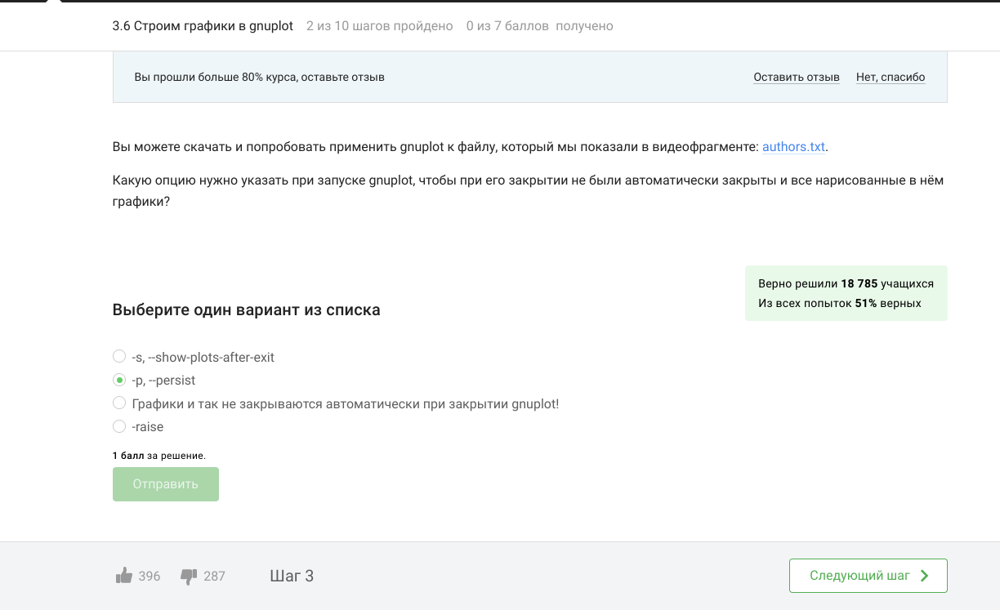 3.6 Строим графики в gnuplot 2 из 10 шагов пройдено 0 из 7 баллов получено
Вы прошли больше 80% курса, оставьте отзыв Оставить отзыв Нет, спасибо
Вы можете скачать и попробовать применить gnuplot к файлу, который мы показали в видеофрагменте: authors.txt.
Какую опцию нужно указать при запуске gnuplot, чтобы при его закрытии не были автоматически закрыты и все нарисованные в нём
графики?
Верно решили 18 785 учащихся
Из всех попыток 51% верных
Выберите один вариант из списка
-s, --show-plots-after-exit
-p, --persist
Графики и так не закрываются автоматически при закрытии gnuplot!
-raise
1 балл за решение.
Отправить
396 287 Шаг 3 Следующий шаг